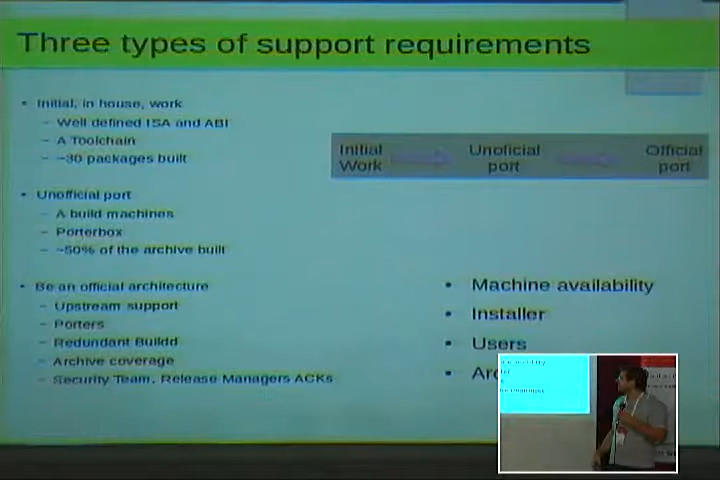 Three types of support requirements
• Initial, in house, work
– Well defined ISA and ABI
– A Toolchain
– ~30 packages built
• Unofficial port
– A build machines
– Porterbox
– ~50% of the archive built
• Be an official architecture
– Upstream support
– Porters
– Redundant Buildd
– Archive coverage
– Security Team, Release Managers ACKs
Initial Work
Unoficial port
Official port
• Machine availability
• Installer
• Users